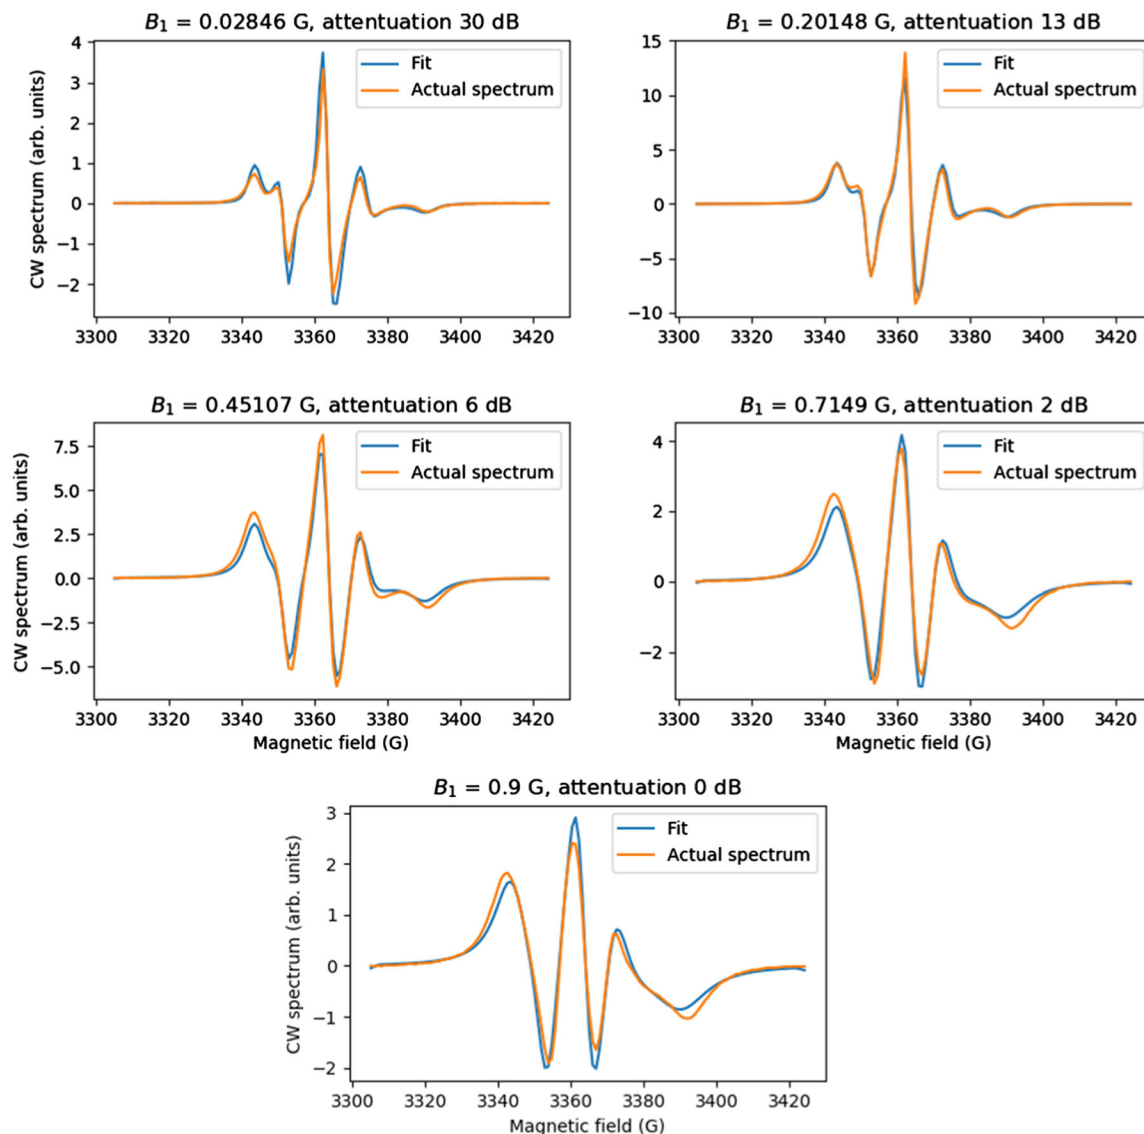 B₁ = 0.02846 G, attentuation 30 dB
CW spectrum (arb. units)
4
3
2
1
0
−1
−2
3300 3320 3340 3360 3380 3400 3420
Fit
Actual spectrum
B₁ = 0.20148 G, attentuation 13 dB
15
10
5
0
−5
−10
3300 3320 3340 3360 3380 3400 3420
Fit
Actual spectrum
B₁ = 0.45107 G, attentuation 6 dB
CW spectrum (arb. units)
7.5
5.0
2.5
0.0
−2.5
−5.0
3300 3320 3340 3360 3380 3400 3420
Magnetic field (G)
Fit
Actual spectrum
B₁ = 0.7149 G, attentuation 2 dB
4
2
0
−2
3300 3320 3340 3360 3380 3400 3420
Magnetic field (G)
Fit
Actual spectrum
B₁ = 0.9 G, attentuation 0 dB
CW spectrum (arb. units)
3
2
1
0
−1
−2
3300 3320 3340 3360 3380 3400 3420
Magnetic field (G)
Fit
Actual spectrum